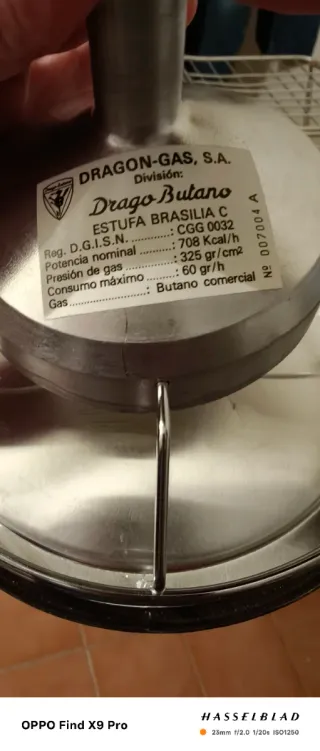 DRAGON-GAS, S.A.
División:
Drago Butano
ESTUFA BRASILIA C
Reg. D.G.I.S.N. ...........: CGG 0032
Potencia nominal ..........: 708 Kcal/h
Presión de gas ..............: 325 gr/cm2
Consumo máximo .........: 60 gr/h
Gas.......................: Butano comercial
Nº 007004 A
OPPO Find X9 Pro
HASSELBLAD
23mm f/2.0 1/20s ISO1250